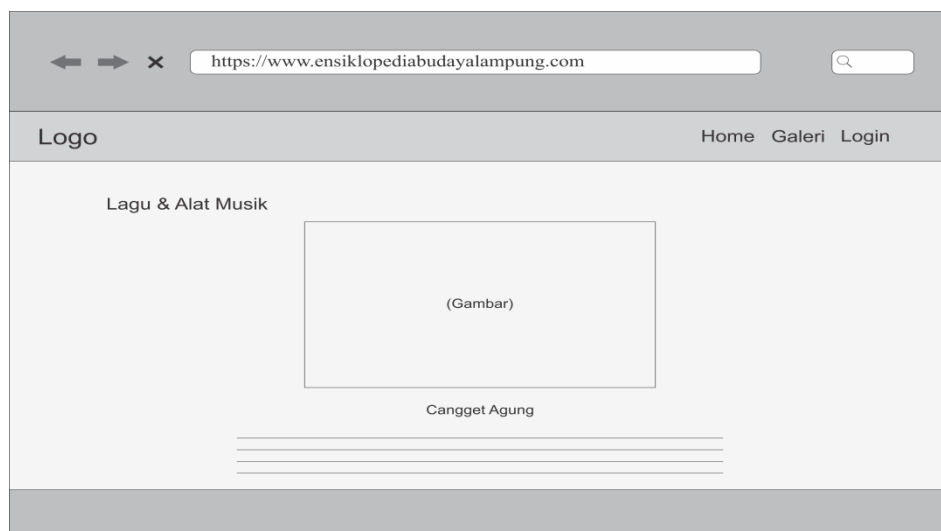 https://www.ensiklopediabudayalampung.com
Logo
Home Galeri Login
Lagu & Alat Musik
(Gambar)
Cangget Agung